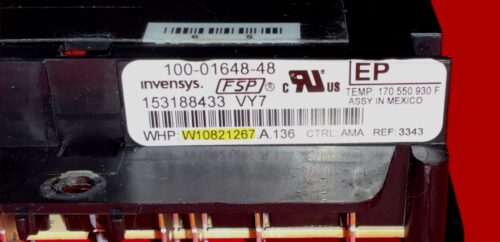 100-01648-48
invensys. FSP ® c RU US EP
TEMP: 170 550 930 F
153188433 VY7 ASSY IN MEXICO
WHP: W10821267 A.136 CTRL AMA REF: 3343